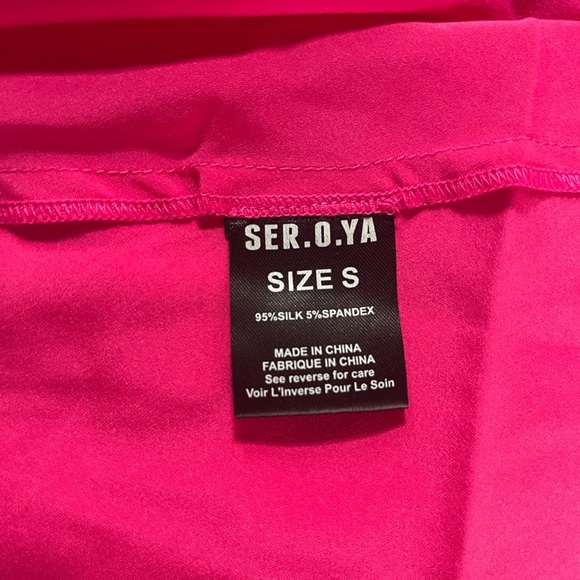 SER.O.YA
SIZE S
95%SILK 5%SPANDEX
MADE IN CHINA
FABRIQUE IN CHINA
See reverse for care
Voir L'Inverse Pour Le Soin